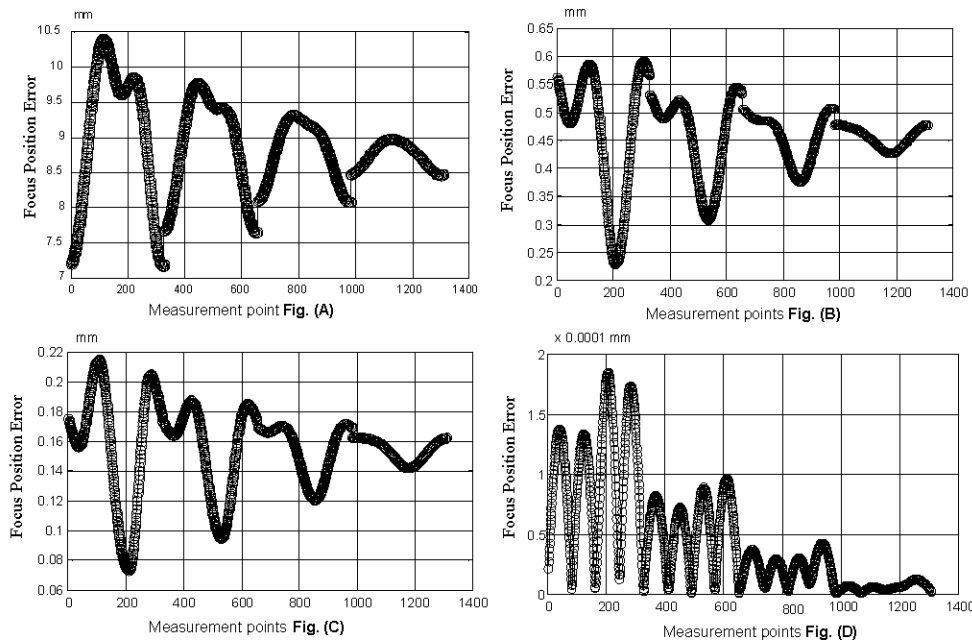 mm
10.5
10
9.5
9
8.5
8
7.5
7
0 200 400 600 800 1000 1200 1400
Focus Position Error
Measurement point Fig. (A)
mm
0.65
0.6
0.55
0.5
0.45
0.4
0.35
0.3
0.25
0.2
0 200 400 600 800 1000 1200 1400
Focus Position Error
Measurement points Fig. (B)
mm
0.22
0.2
0.18
0.16
0.14
0.12
0.1
0.08
0.06
0 200 400 600 800 1000 1200 1400
Focus Position Error
Measurement points Fig. (C)
x 0.0001 mm
2
1.5
1
0.5
0
0 200 400 600 800 1000 1200 1400
Focus Position Error
Measurement points Fig. (D)